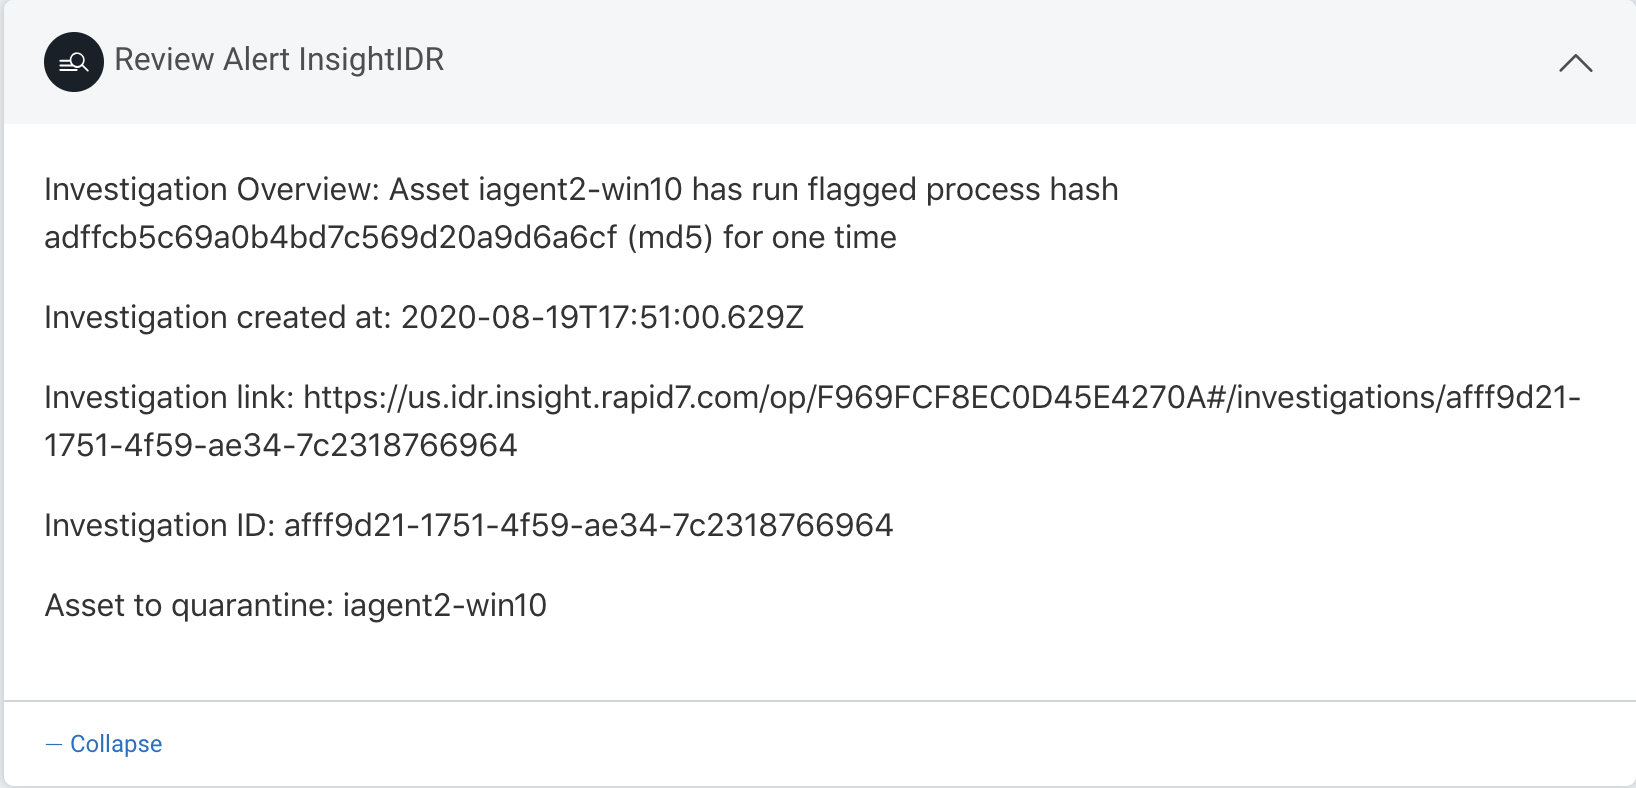 Review Alert InsightIDR
Investigation Overview: Asset iagent2-win10 has run flagged process hash
adffcb5c69a0b4bd7c569d20a9d6a6cf (md5) for one time
Investigation created at: 2020-08-19T17:51:00.629Z
Investigation link: https://us.idr.insight.rapid7.com/op/F969FCF8EC0D45E4270A#/investigations/afff9d21-
1751-4f59-ae34-7c2318766964
Investigation ID: afff9d21-1751-4f59-ae34-7c2318766964
Asset to quarantine: iagent2-win10
— Collapse